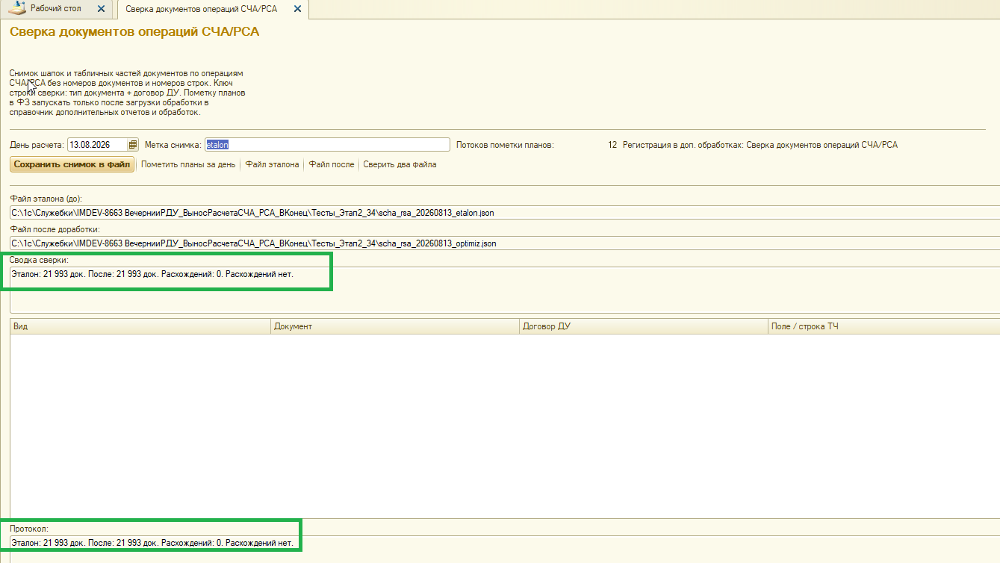 Рабочий стол
Сверка документов операций СЧА/РСА
Сверка документов операций СЧА/РСА
Снимок шапок и табличных частей документов по операциям
СЧА/РСА без номеров документов и номеров строк. Ключ
строки сверки: тип документа + договор ДУ. Пометку планов
в ФЗ запускать только после загрузки обработки в
справочник дополнительных отчетов и обработок.
День расчета: 13.08.2026 Метка снимка: etalon Потоков пометки планов: 12 Регистрация в доп. обработках: Сверка документов операций СЧА/РСА
Сохранить снимок в файл Пометить планы за день Файл эталона Файл после Сверить два файла
Файл эталона (до):
C:\1c\Служебки\IMDEV-8663 ВечернииРДУ_ВыносРасчетаСЧА_РСА_ВКонец\Тесты_Этап2_34\scha_rsa_20260813_etalon.json
Файл после доработки:
C:\1c\Служебки\IMDEV-8663 ВечернииРДУ_ВыносРасчетаСЧА_РСА_ВКонец\Тесты_Этап2_34\scha_rsa_20260813_optimiz.json
Сводка сверки:
Эталон: 21 993 док. После: 21 993 док. Расхождений: 0. Расхождений нет.
Вид Документ Договор ДУ Поле / строка ТЧ
Протокол:
Эталон: 21 993 док. После: 21 993 док. Расхождений: 0. Расхождений нет.